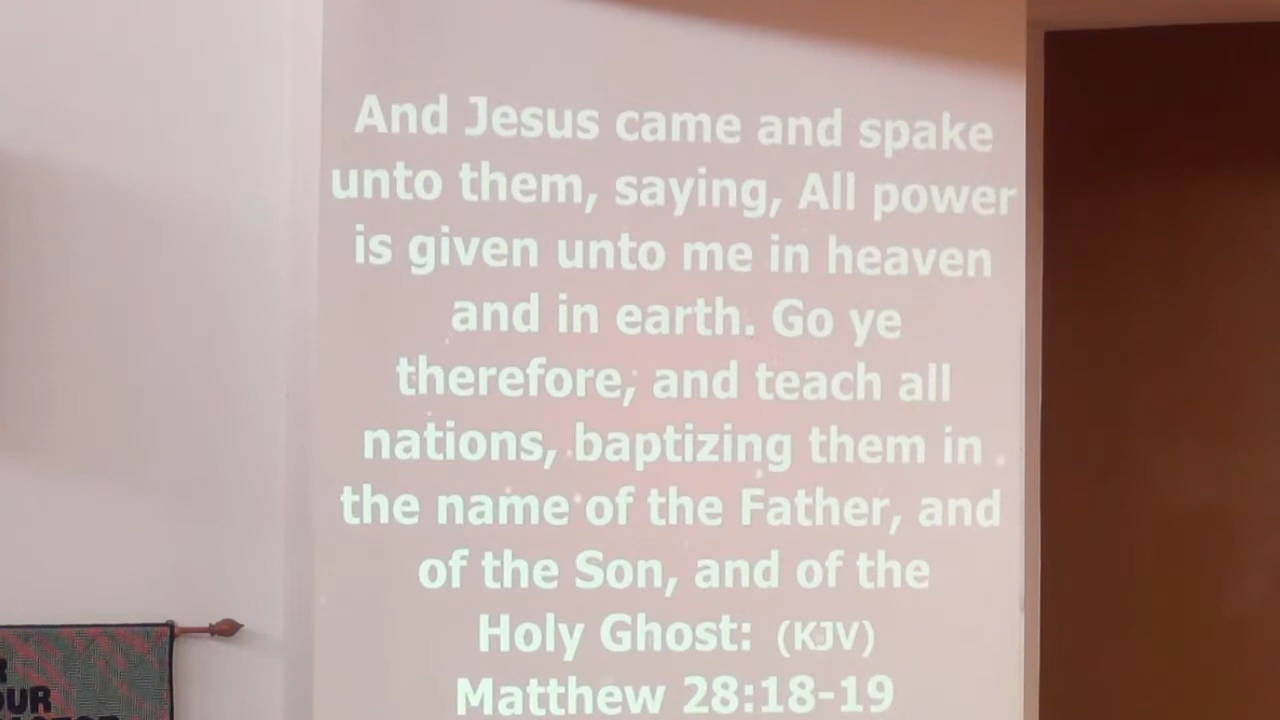 And Jesus came and spake
unto them, saying, All power
is given unto me in heaven
and in earth. Go ye
therefore, and teach all
nations, baptizing them in
the name of the Father, and
of the Son, and of the
Holy Ghost: (KJV)
Matthew 28:18-19
OUR